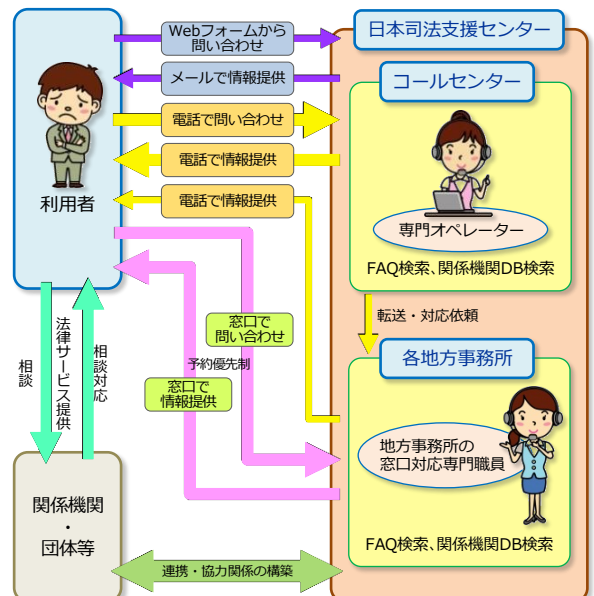 Webフォームから
問い合わせ
日本司法支援センター
メールで情報提供
コールセンター
電話で問い合わせ
電話で情報提供
電話で情報提供
利用者
専門オペレーター
FAQ検索、関係機関DB検索
転送・対応依頼
窓口で
問い合わせ
予約優先制
窓口で
情報提供
各地方事務所
相談
法律サービス提供
相談対応
地方事務所の
窓口対応専門職員
関係機関
・
団体等
FAQ検索、関係機関DB検索
連携・協力関係の構築